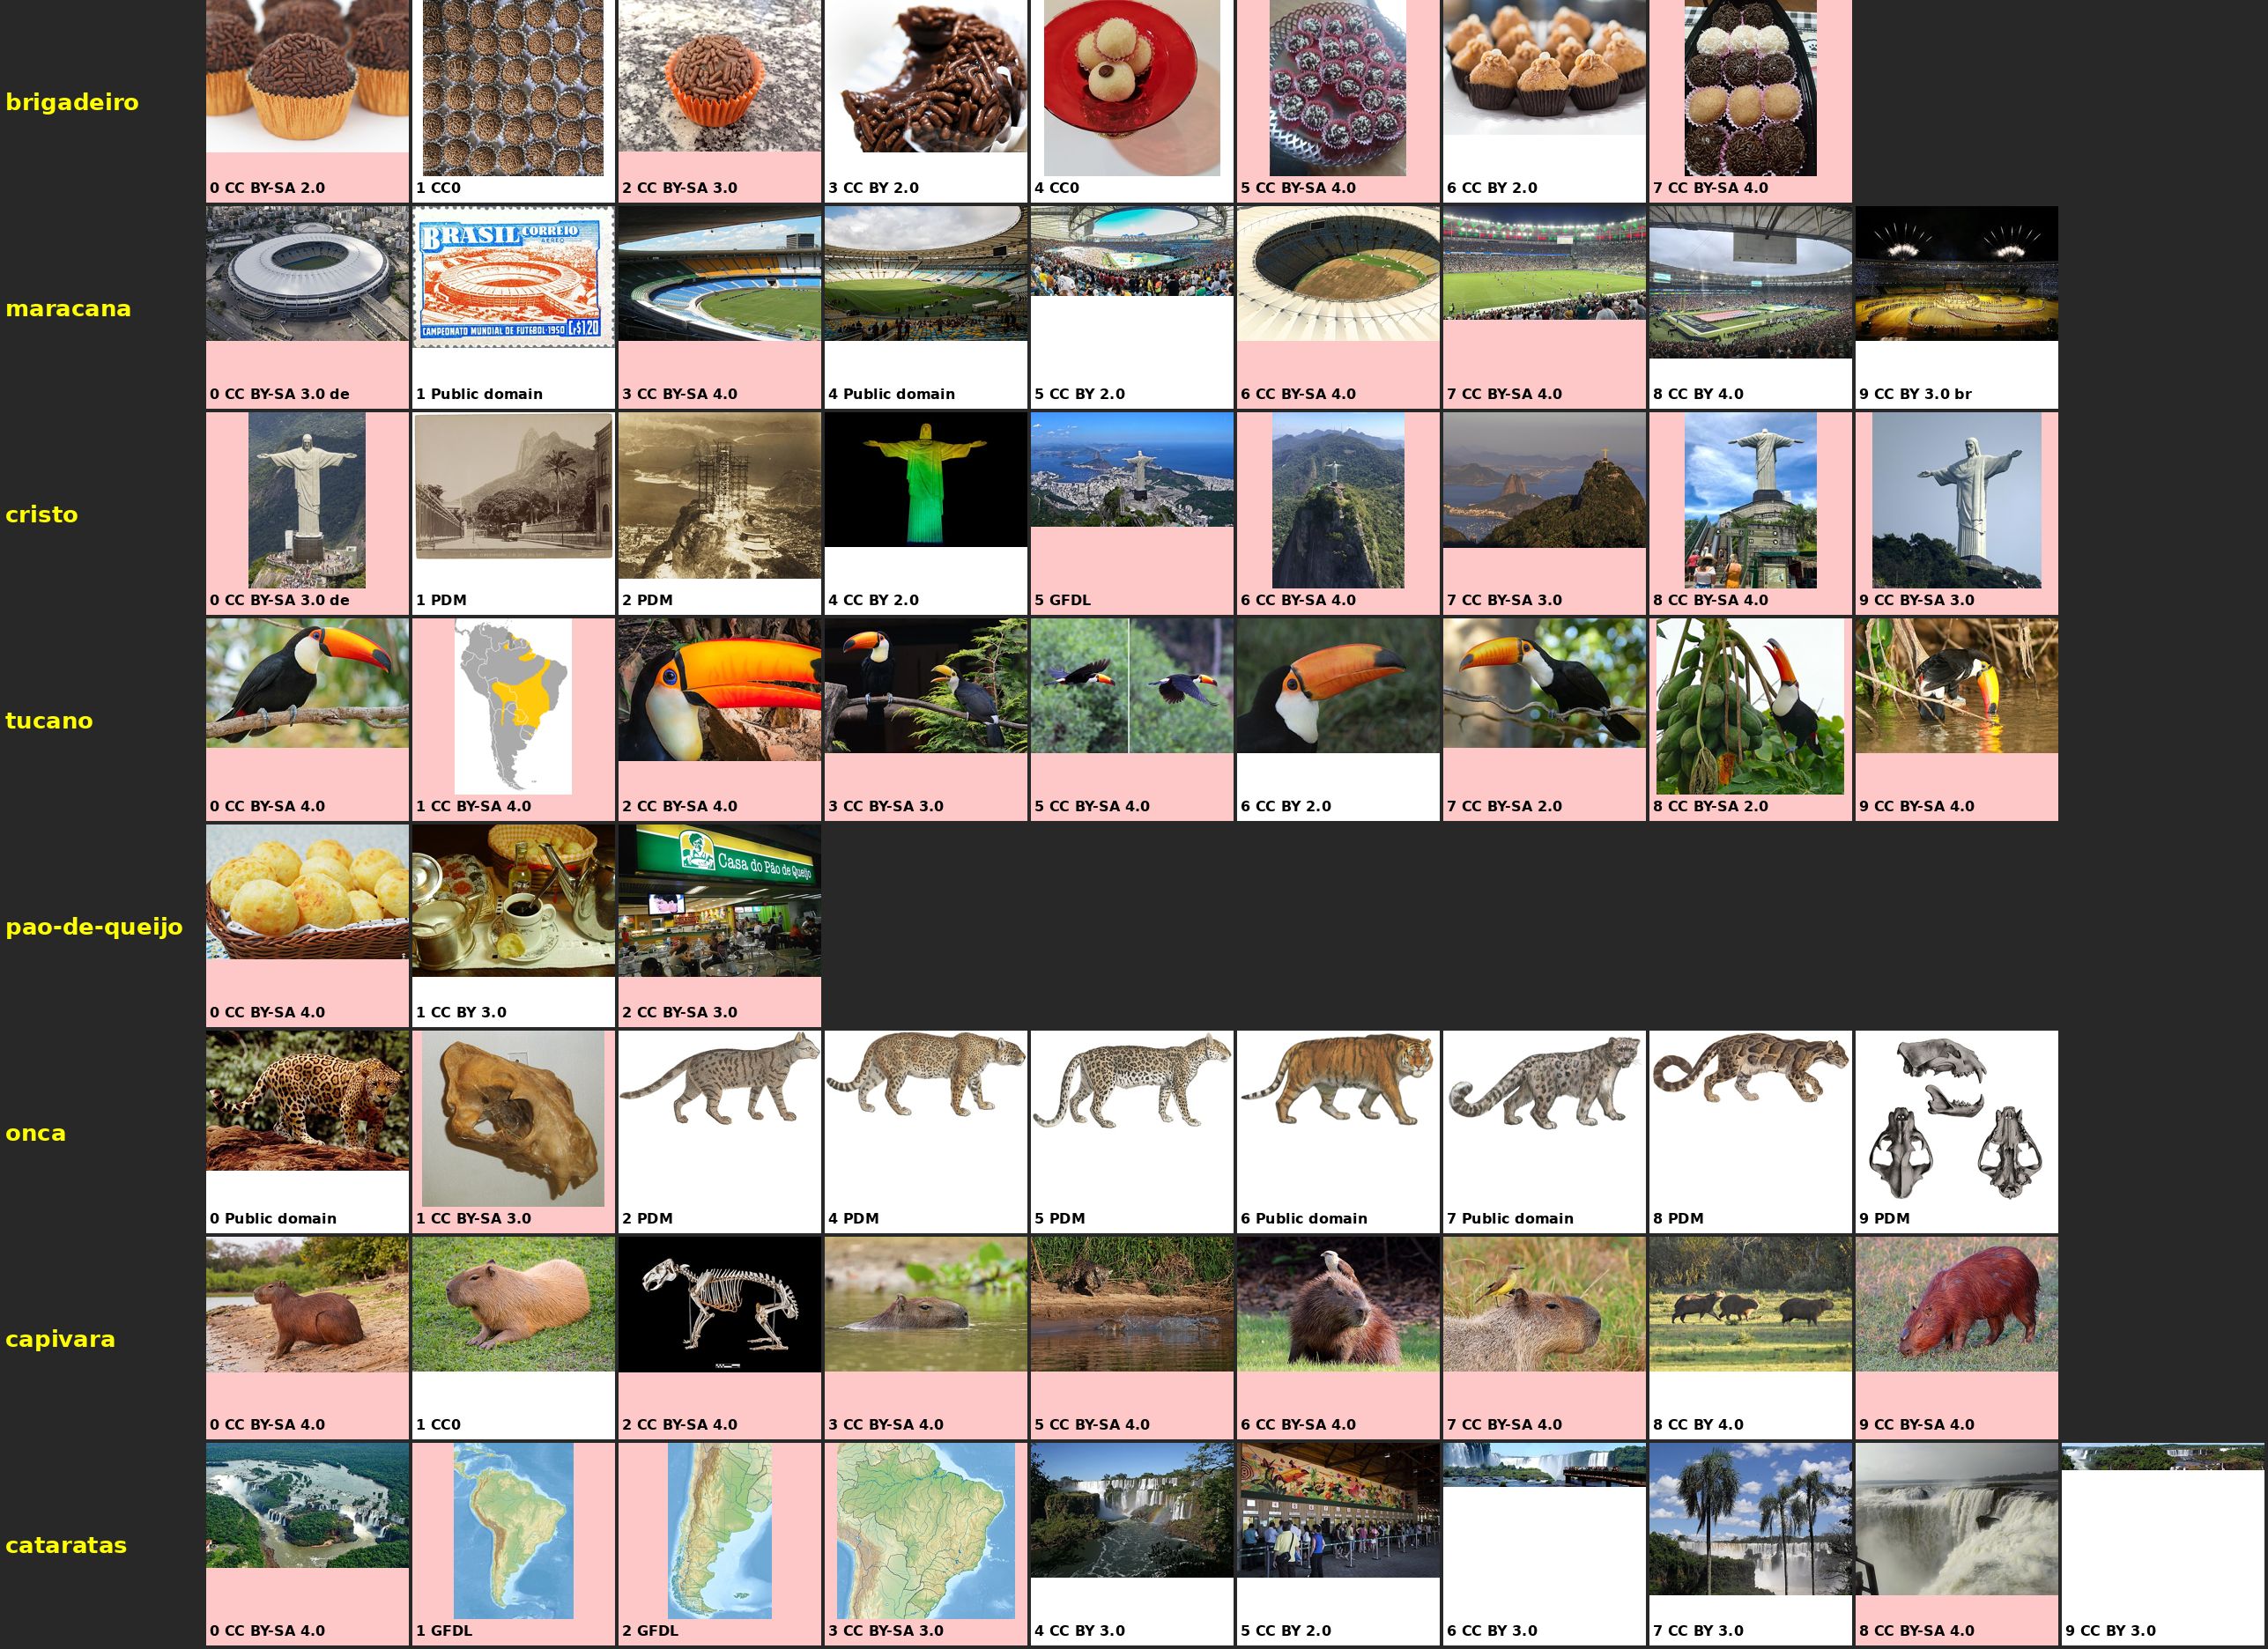 brigadeiro
0 CC BY-SA 2.0
1 CC0
2 CC BY-SA 3.0
3 CC BY 2.0
4 CC0
5 CC BY-SA 4.0
6 CC BY 2.0
7 CC BY-SA 4.0
maracana
BRASIL CORREIO
AEREO
CAMPEONATO MUNDIAL DE FUTEBOL-1950 Cr$1,20
0 CC BY-SA 3.0 de
1 Public domain
3 CC BY-SA 4.0
4 Public domain
5 CC BY 2.0
6 CC BY-SA 4.0
7 CC BY-SA 4.0
8 CC BY 4.0
9 CC BY 3.0 br
cristo
0 CC BY-SA 3.0 de
1 PDM
2 PDM
4 CC BY 2.0
5 GFDL
6 CC BY-SA 4.0
7 CC BY-SA 3.0
8 CC BY-SA 4.0
9 CC BY-SA 3.0
tucano
0 CC BY-SA 4.0
1 CC BY-SA 4.0
2 CC BY-SA 4.0
3 CC BY-SA 3.0
5 CC BY-SA 4.0
6 CC BY 2.0
7 CC BY-SA 2.0
8 CC BY-SA 2.0
9 CC BY-SA 4.0
pao-de-queijo
Casa do Pão de Queijo
0 CC BY-SA 4.0
1 CC BY 3.0
2 CC BY-SA 3.0
onca
0 Public domain
1 CC BY-SA 3.0
2 PDM
4 PDM
5 PDM
6 Public domain
7 Public domain
8 PDM
9 PDM
capivara
0 CC BY-SA 4.0
1 CC0
2 CC BY-SA 4.0
3 CC BY-SA 4.0
5 CC BY-SA 4.0
6 CC BY-SA 4.0
7 CC BY-SA 4.0
8 CC BY 4.0
9 CC BY-SA 4.0
cataratas
0 CC BY-SA 4.0
1 GFDL
2 GFDL
3 CC BY-SA 3.0
4 CC BY 3.0
5 CC BY 2.0
6 CC BY 3.0
7 CC BY 3.0
8 CC BY-SA 4.0
9 CC BY 3.0